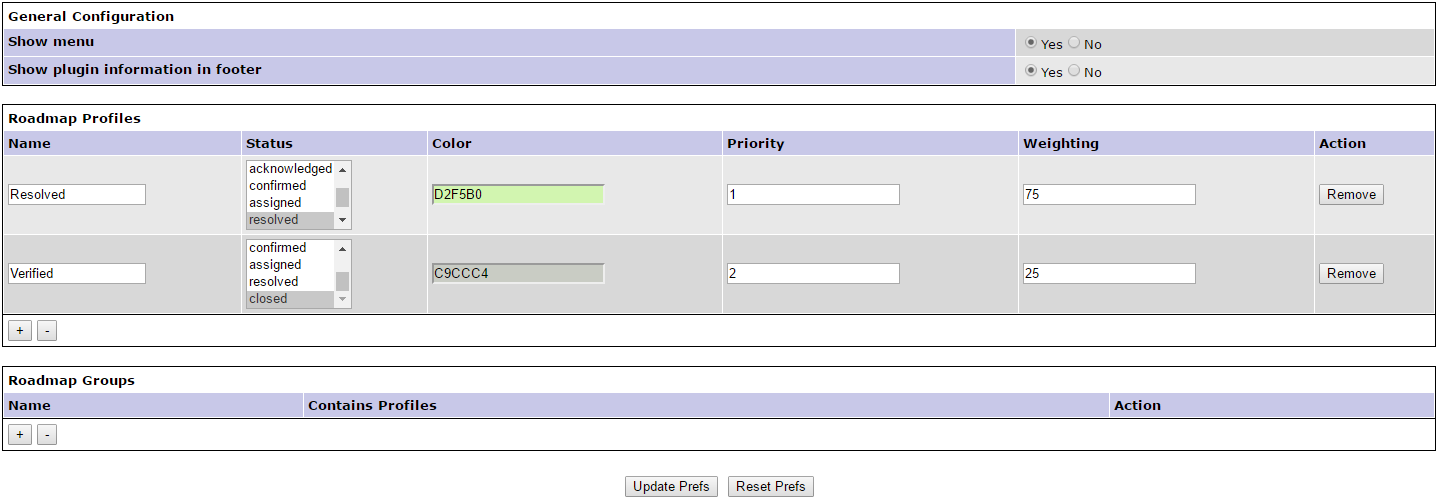 General Configuration
Show menu Yes No
Show plugin information in footer Yes No
Roadmap Profiles
Name Status Color Priority Weighting Action
acknowledged
confirmed
assigned
resolved
Resolved D2F5B0 1 75 Remove
confirmed
assigned
resolved
closed
Verified C9CCC4 2 25 Remove
+ -
Roadmap Groups
Name Contains Profiles Action
+ -
Update Prefs Reset Prefs